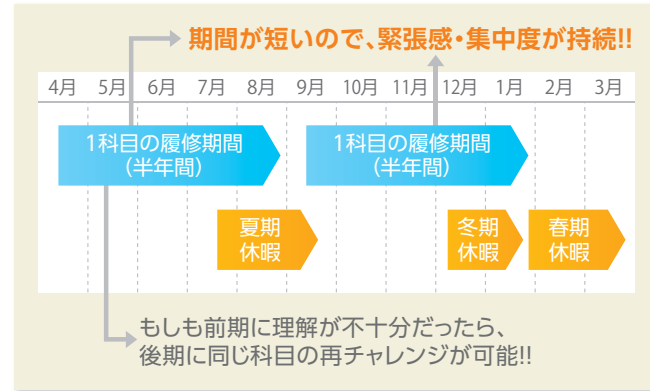 期間が短いので、緊張感・集中度が持続!!
4月 5月 6月 7月 8月 9月 10月 11月 12月 1月 2月 3月
1科目の履修期間
(半年間)
1科目の履修期間
(半年間)
夏期
休暇
冬期
休暇
春期
休暇
もしも前期に理解が不十分だったら、
後期に同じ科目の再チャレンジが可能!!